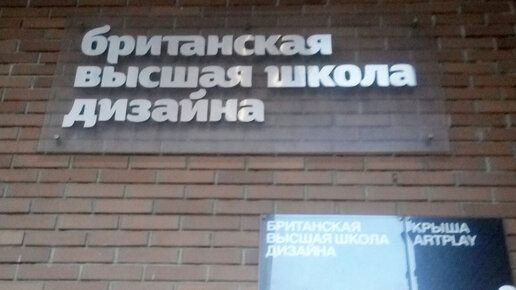 британская
высшая школа
дизайна
БРИТАНСКАЯ
ВЫСШАЯ ШКОЛА
ДИЗАЙНА
КРЫША
ARTPLAY